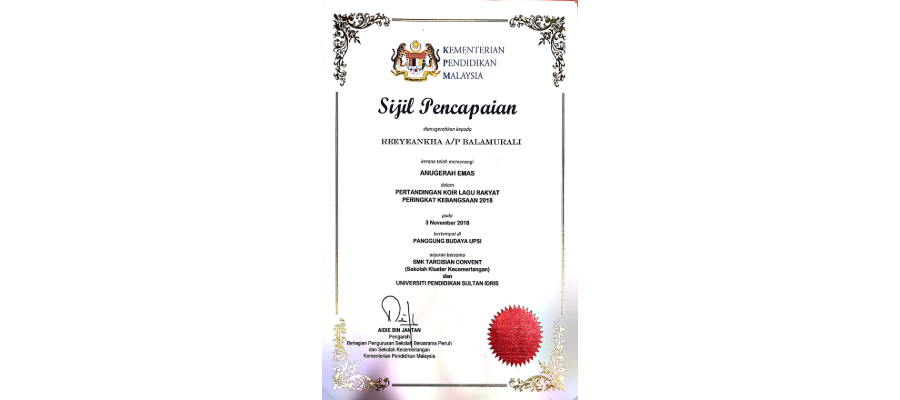 KEMENTERIAN
PENDIDIKAN
MALAYSIA
Sijil Pencapaian
dianugerahkan kepada
REEYEANKHA A/P BALAMURALI
kerana telah memenangi
ANUGERAH EMAS
dalam
PERTANDINGAN KOIR LAGU RAKYAT
PERINGKAT KEBANGSAAN 2018
pada
3 November 2018
bertempat di
PANGGUNG BUDAYA UPSI
anjuran bersama
SMK TARCISIAN CONVENT
(Sekolah Kluster Kecemerlangan)
dan
UNIVERSITI PENDIDIKAN SULTAN IDRIS
AIDIE BIN JANTAN
Pengarah
Bahagian Pengurusan Sekolah Berasrama Penuh
dan Sekolah Kecemerlangan
Kementerian Pendidikan Malaysia